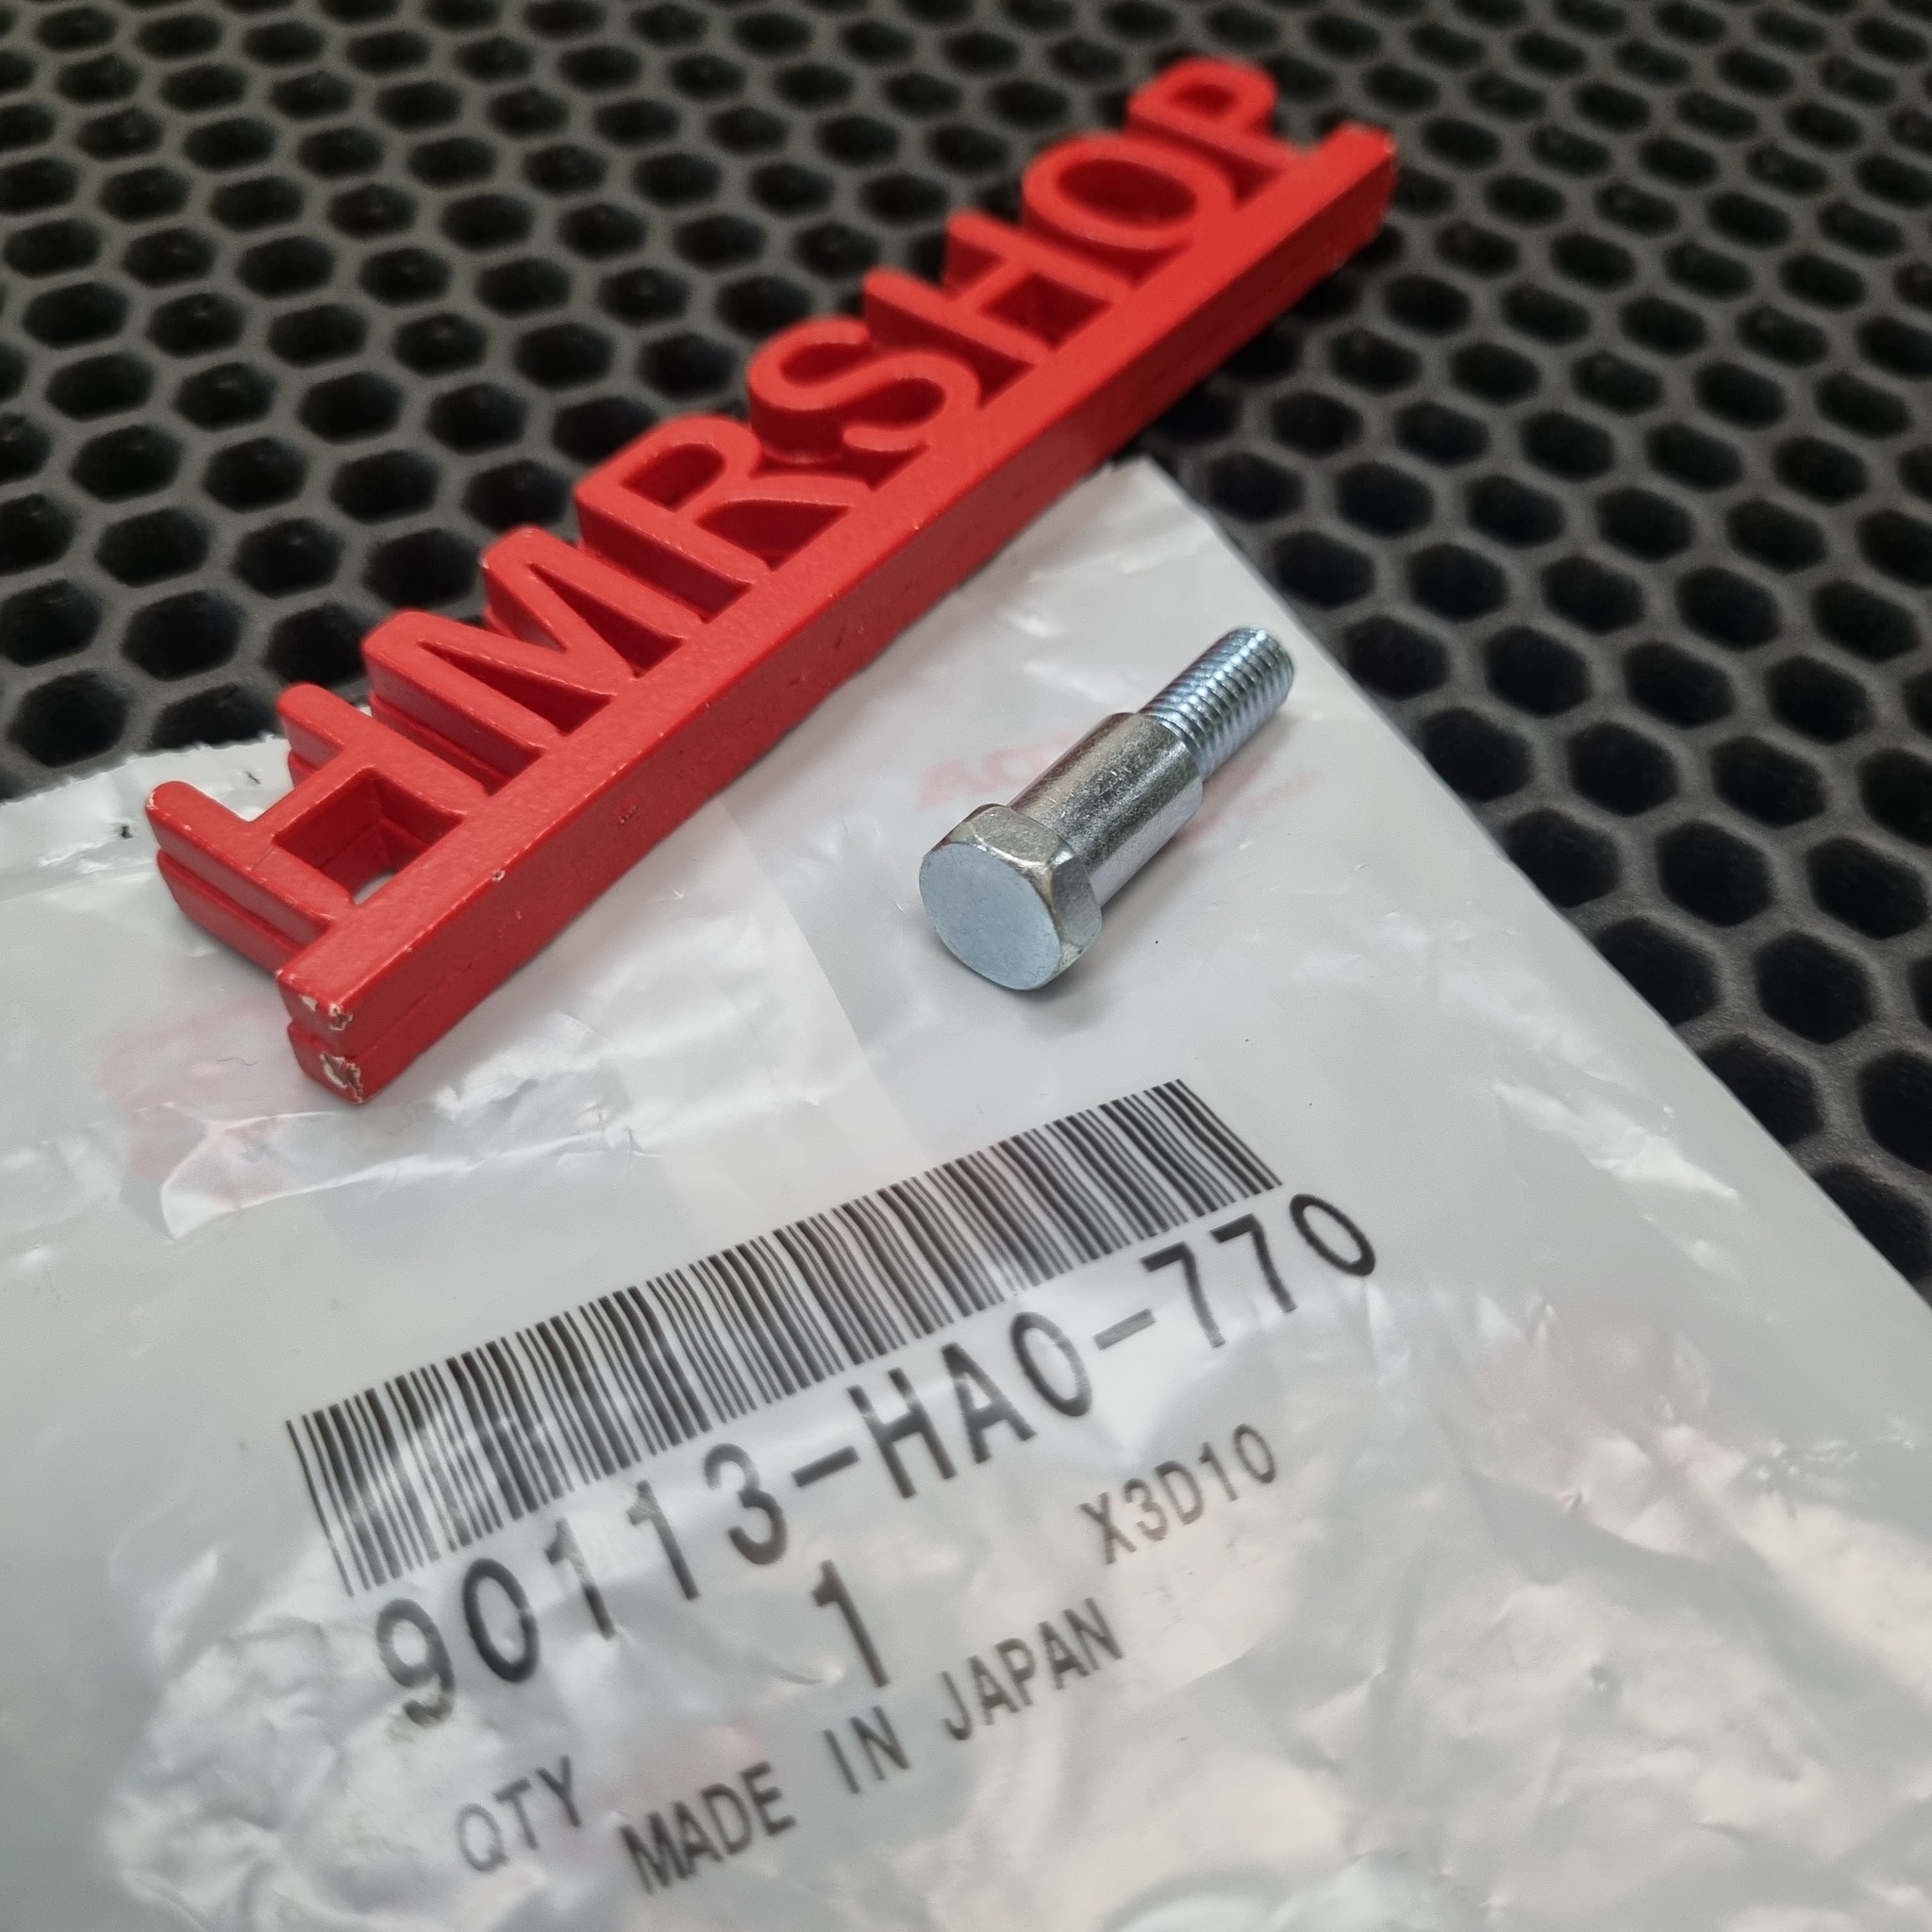 HMRSHOP
90113-HA0-770
1 X3D10
QTY MADE IN JAPAN